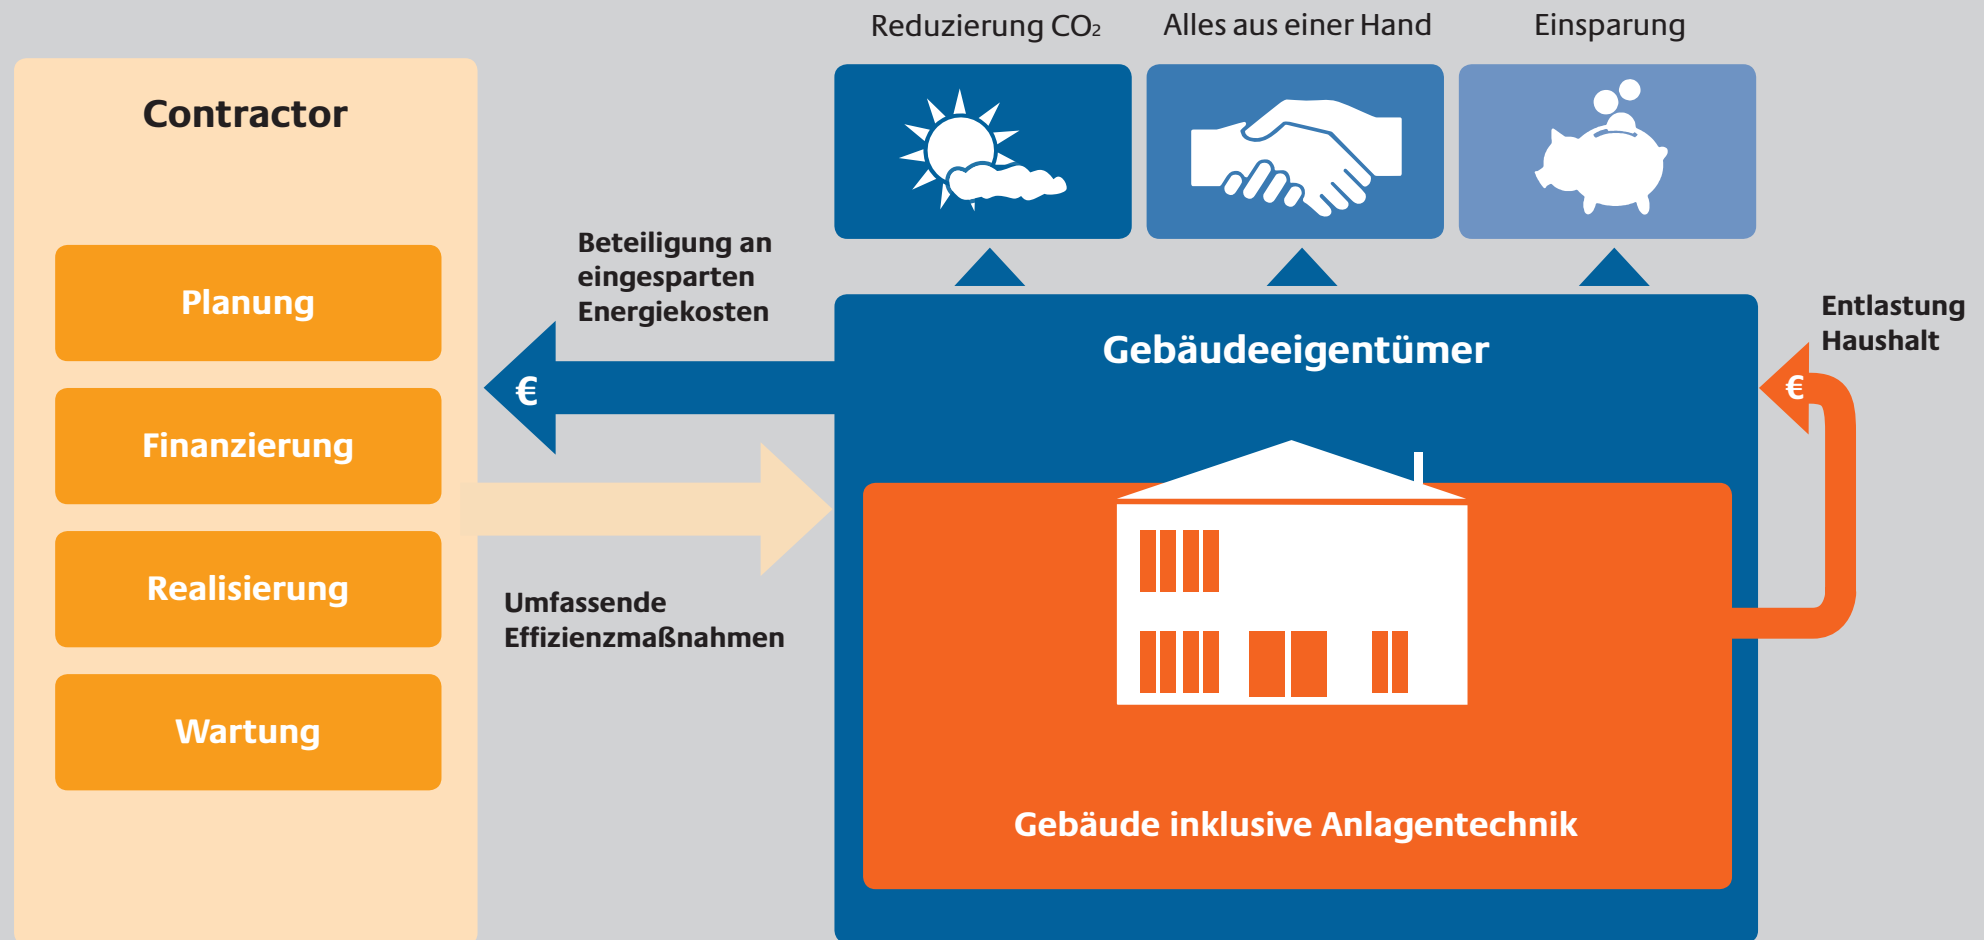 Reduzierung CO₂
Alles aus einer Hand
Einsparung
Contractor
Planung
Finanzierung
Realisierung
Wartung
Beteiligung an
eingesparten
Energiekosten
€
Umfassende
Effizienzmaßnahmen
Gebäudeeigentümer
Gebäude inklusive Anlagentechnik
Entlastung
Haushalt
€